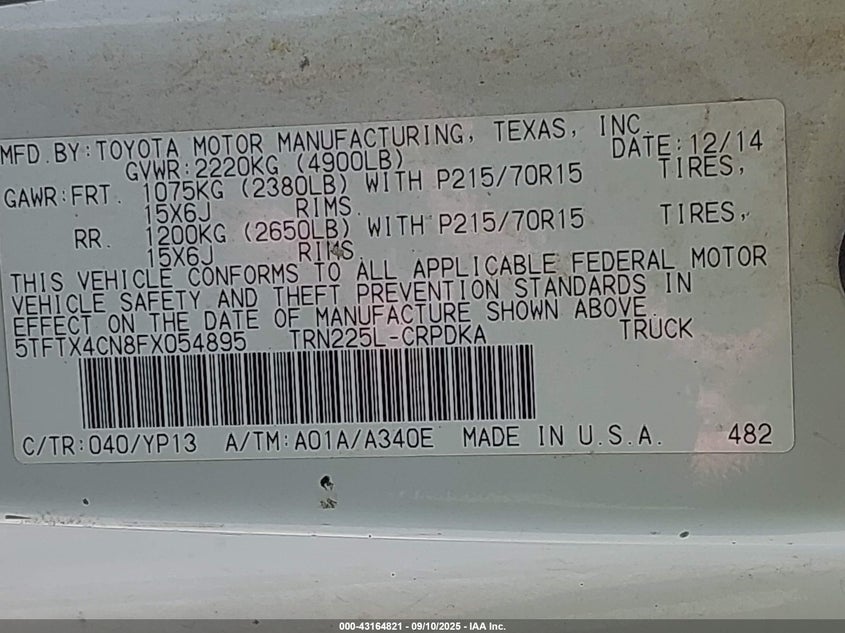 MFD.BY:TOYOTA MOTOR MANUFACTURING, TEXAS, INC.
GVWR:2220KG (4900LB) DATE:12/14
GAWR:FRT. 1075KG (2380LB) WITH P215/70R15 TIRES,
15X6J RIMS.
RR. 1200KG (2650LB) WITH P215/70R15 TIRES,
15X6J RIMS.
THIS VEHICLE CONFORMS TO ALL APPLICABLE FEDERAL MOTOR
VEHICLE SAFETY AND THEFT PREVENTION STANDARDS IN
EFFECT ON THE DATE OF MANUFACTURE SHOWN ABOVE.
5TFTX4CN8FX054895 TRN225L-CRPDKA TRUCK
C/TR:040/YP13 A/TM:A01A/A340E MADE IN U.S.A. 482
000-43164821 - 09/10/2025 - IAA Inc.